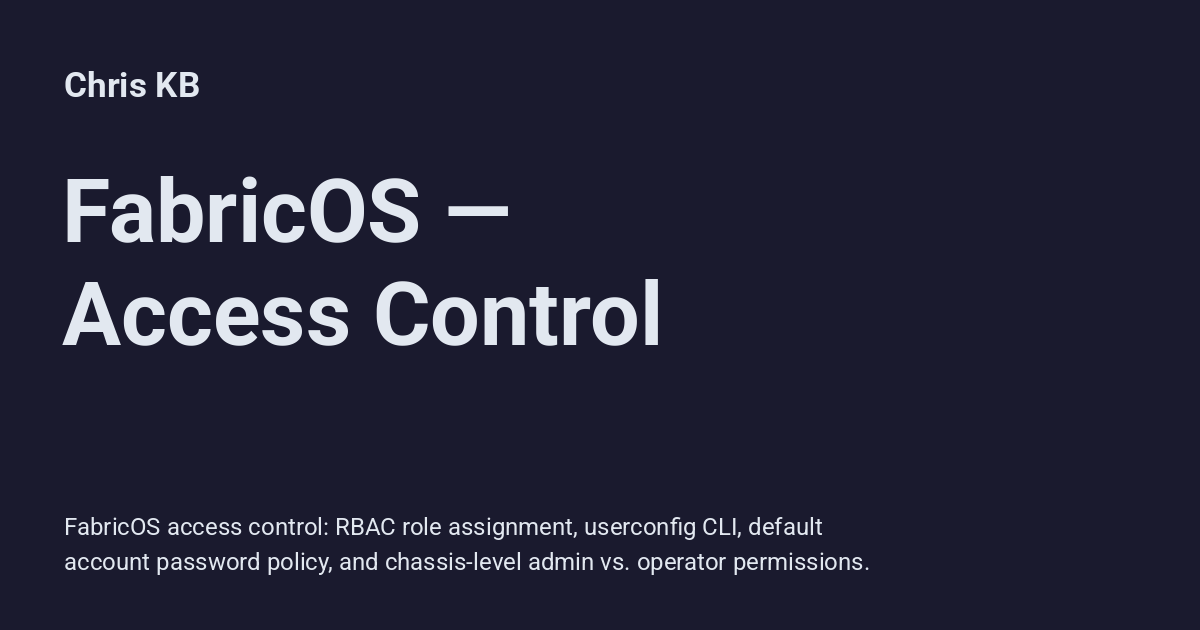 Chris KB
FabricOS —
Access Control
FabricOS access control: RBAC role assignment, userconfig CLI, default
account password policy, and chassis-level admin vs. operator permissions.